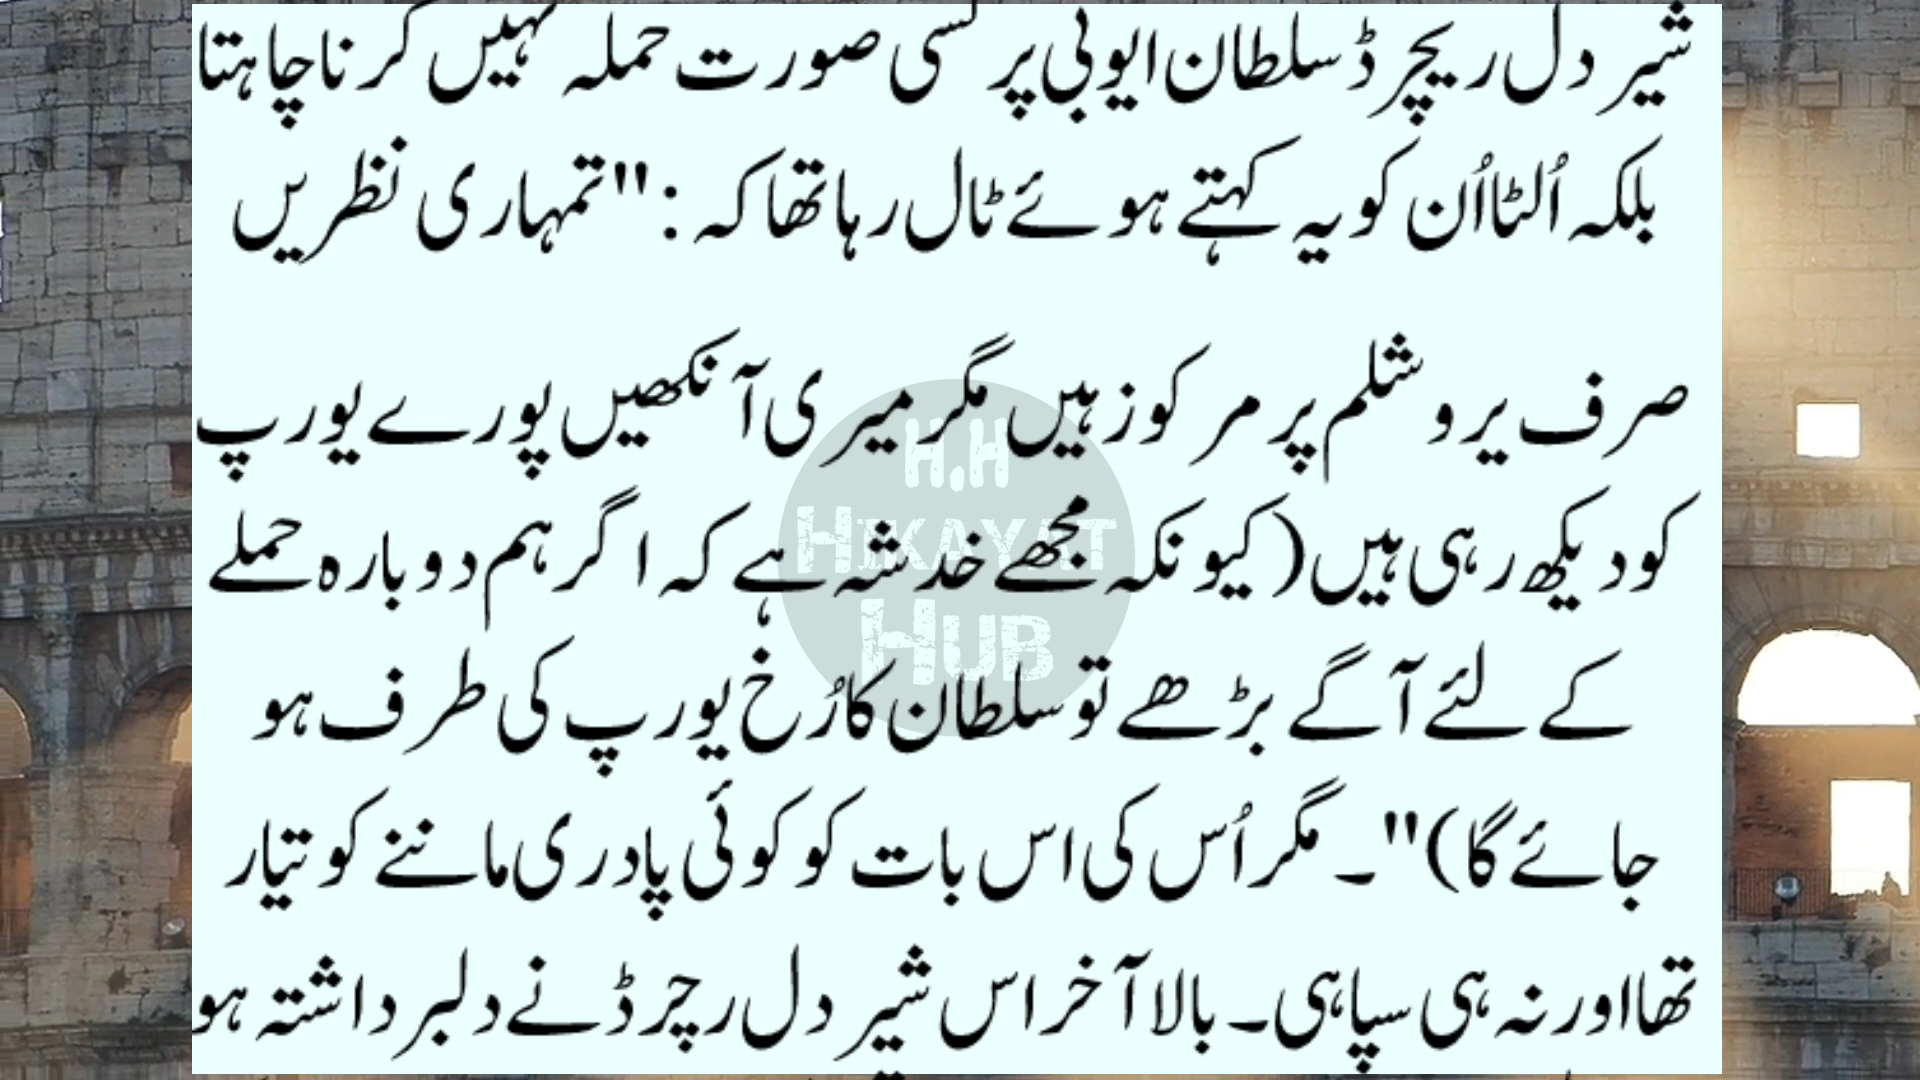 شیر دل ریچرڈ سلطان ایوبی پر کسی صورت حملہ نہیں کرنا چاہتا
بلکہ اُلٹا اُن کو یہ کہتے ہوئے ٹال رہا تھا کہ : "تمہاری نظریں
صرف یروشلم پر مرکوز ہیں مگر میری آنکھیں پورے یورپ
کو دیکھ رہی ہیں (کیونکہ مجھے خدشہ ہے کہ اگر ہم دوبارہ حملے
کے لئے آگے بڑھے تو سلطان کا رُخ یورپ کی طرف ہو
جائے گا)"۔ مگر اُس کی اس بات کو کوئی پادری ماننے کو تیار
تھا اور نہ ہی سپاہی۔ بالا آخر اس شیر دل رچرڈ نے دلبرداشتہ ہو
H.H
HIKAYAT
HUB